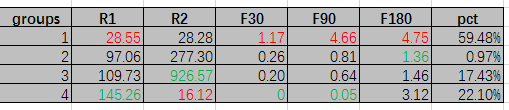 groups R1 R2 F30 F90 F180 pct
1 28.55 28.28 1.17 4.66 4.75 59.48%
2 97.06 277.30 0.26 0.81 1.36 0.97%
3 109.73 926.57 0.20 0.64 1.46 17.43%
4 145.26 16.12 0 0.05 3.12 22.10%